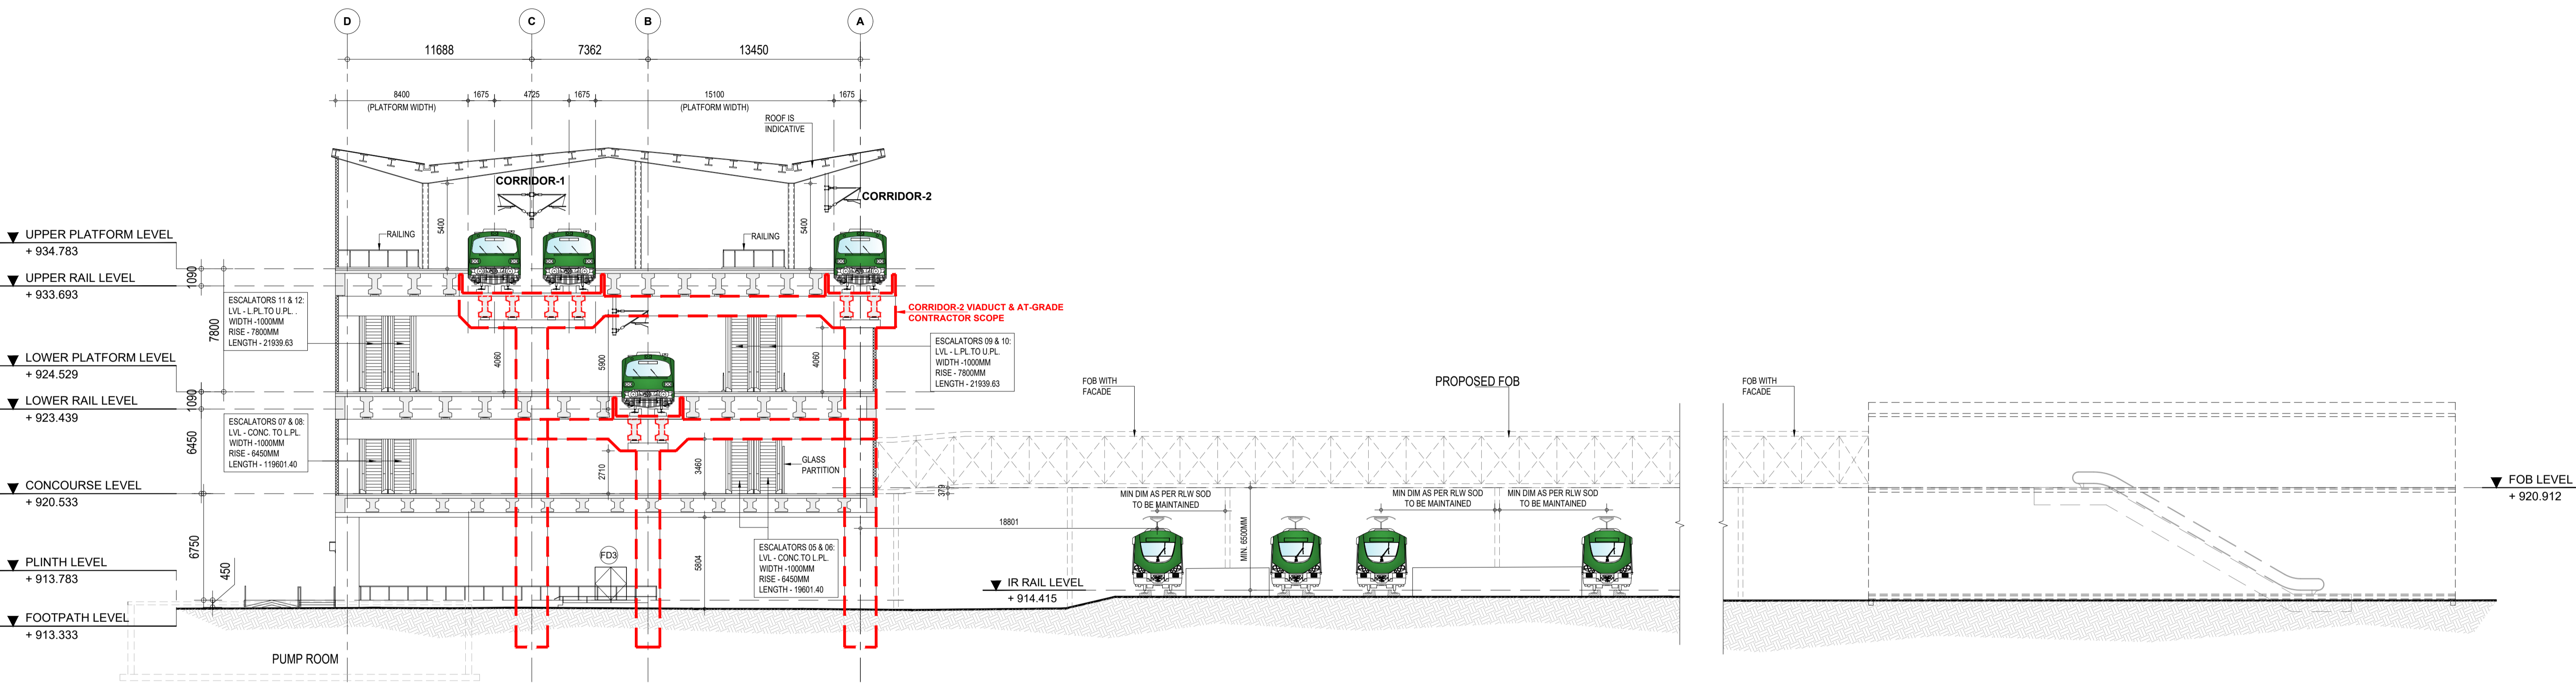 D
C
B
A
11688
7362
13450
8400
(PLATFORM WIDTH)
1675
4725
1675
15100
(PLATFORM WIDTH)
1675
ROOF IS
INDICATIVE
CORRIDOR-1
CORRIDOR-2
5400
5400
RAILING
RAILING
UPPER PLATFORM LEVEL
+ 934.783
UPPER RAIL LEVEL
+ 933.693
LOWER PLATFORM LEVEL
+ 924.529
LOWER RAIL LEVEL
+ 923.439
CONCOURSE LEVEL
+ 920.533
PLINTH LEVEL
+ 913.783
FOOTPATH LEVEL
+ 913.333
1090
7800
1090
6450
6750
450
ESCALATORS 11 & 12:
LVL - L.PL.TO U.PL. .
WIDTH -1000MM
RISE - 7800MM
LENGTH - 21939.63
ESCALATORS 07 & 08:
LVL - CONC. TO L.PL.
WIDTH -1000MM
RISE - 6450MM
LENGTH - 119601.40
CORRIDOR-2 VIADUCT & AT-GRADE
CONTRACTOR SCOPE
4060
5900
4060
ESCALATORS 09 & 10:
LVL - L.PL.TO U.PL.
WIDTH -1000MM
RISE - 7800MM
LENGTH - 21939.63
2710
3460
GLASS
PARTITION
379
ESCALATORS 05 & 06:
LVL - CONC.TO L.PL.
WIDTH -1000MM
RISE - 6450MM
LENGTH - 19601.40
FD3
5804
18801
PUMP ROOM
FOB WITH
FACADE
PROPOSED FOB
FOB WITH
FACADE
MIN DIM AS PER RLW SOD
TO BE MAINTAINED
MIN DIM AS PER RLW SOD
TO BE MAINTAINED
MIN DIM AS PER RLW SOD
TO BE MAINTAINED
MIN. 6500MM
IR RAIL LEVEL
+ 914.415
FOB LEVEL
+ 920.912